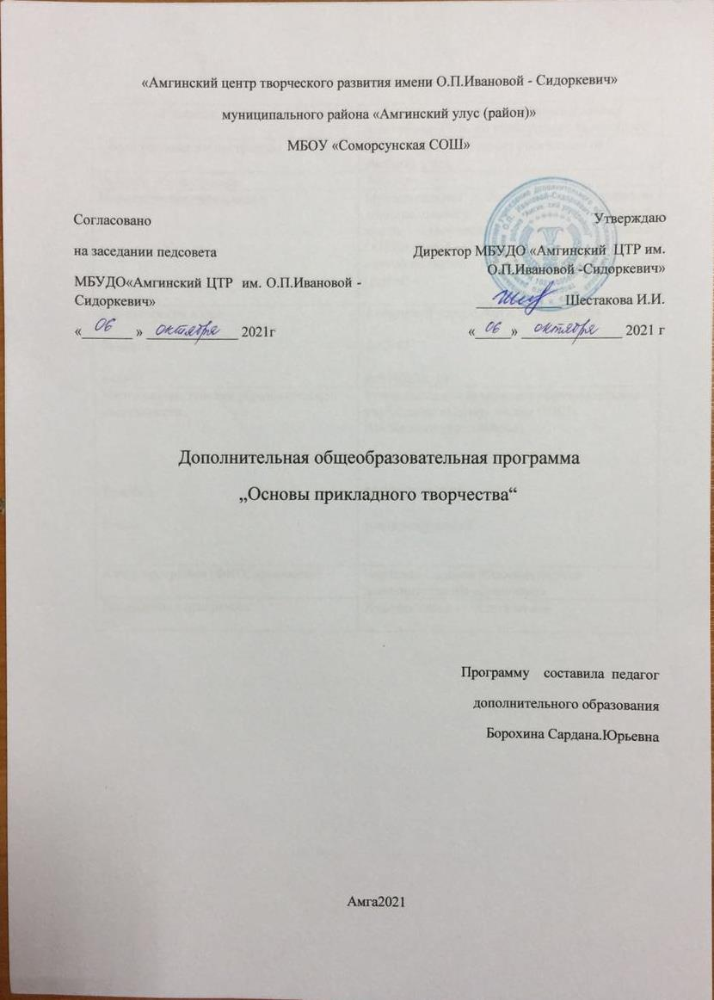 «Амгинский центр творческого развития имени О.П.Ивановой - Сидоркевич»
муниципального района «Амгинский улус (район)»
МБОУ «Соморсунская СОШ»
Согласовано
на заседании педсовета
МБУДО«Амгинский ЦТР им. О.П.Ивановой -
Сидоркевич»
«06» октября 2021г
Утверждаю
Директор МБУДО «Амгинский ЦТР им.
О.П.Ивановой -Сидоркевич»
Шестакова И.И.
«06» октября 2021 г
Дополнительная общеобразовательная программа
„Основы прикладного творчества“
Программу составила педагог
дополнительного образования
Борохина Сардана.Юрьевна
Амга2021